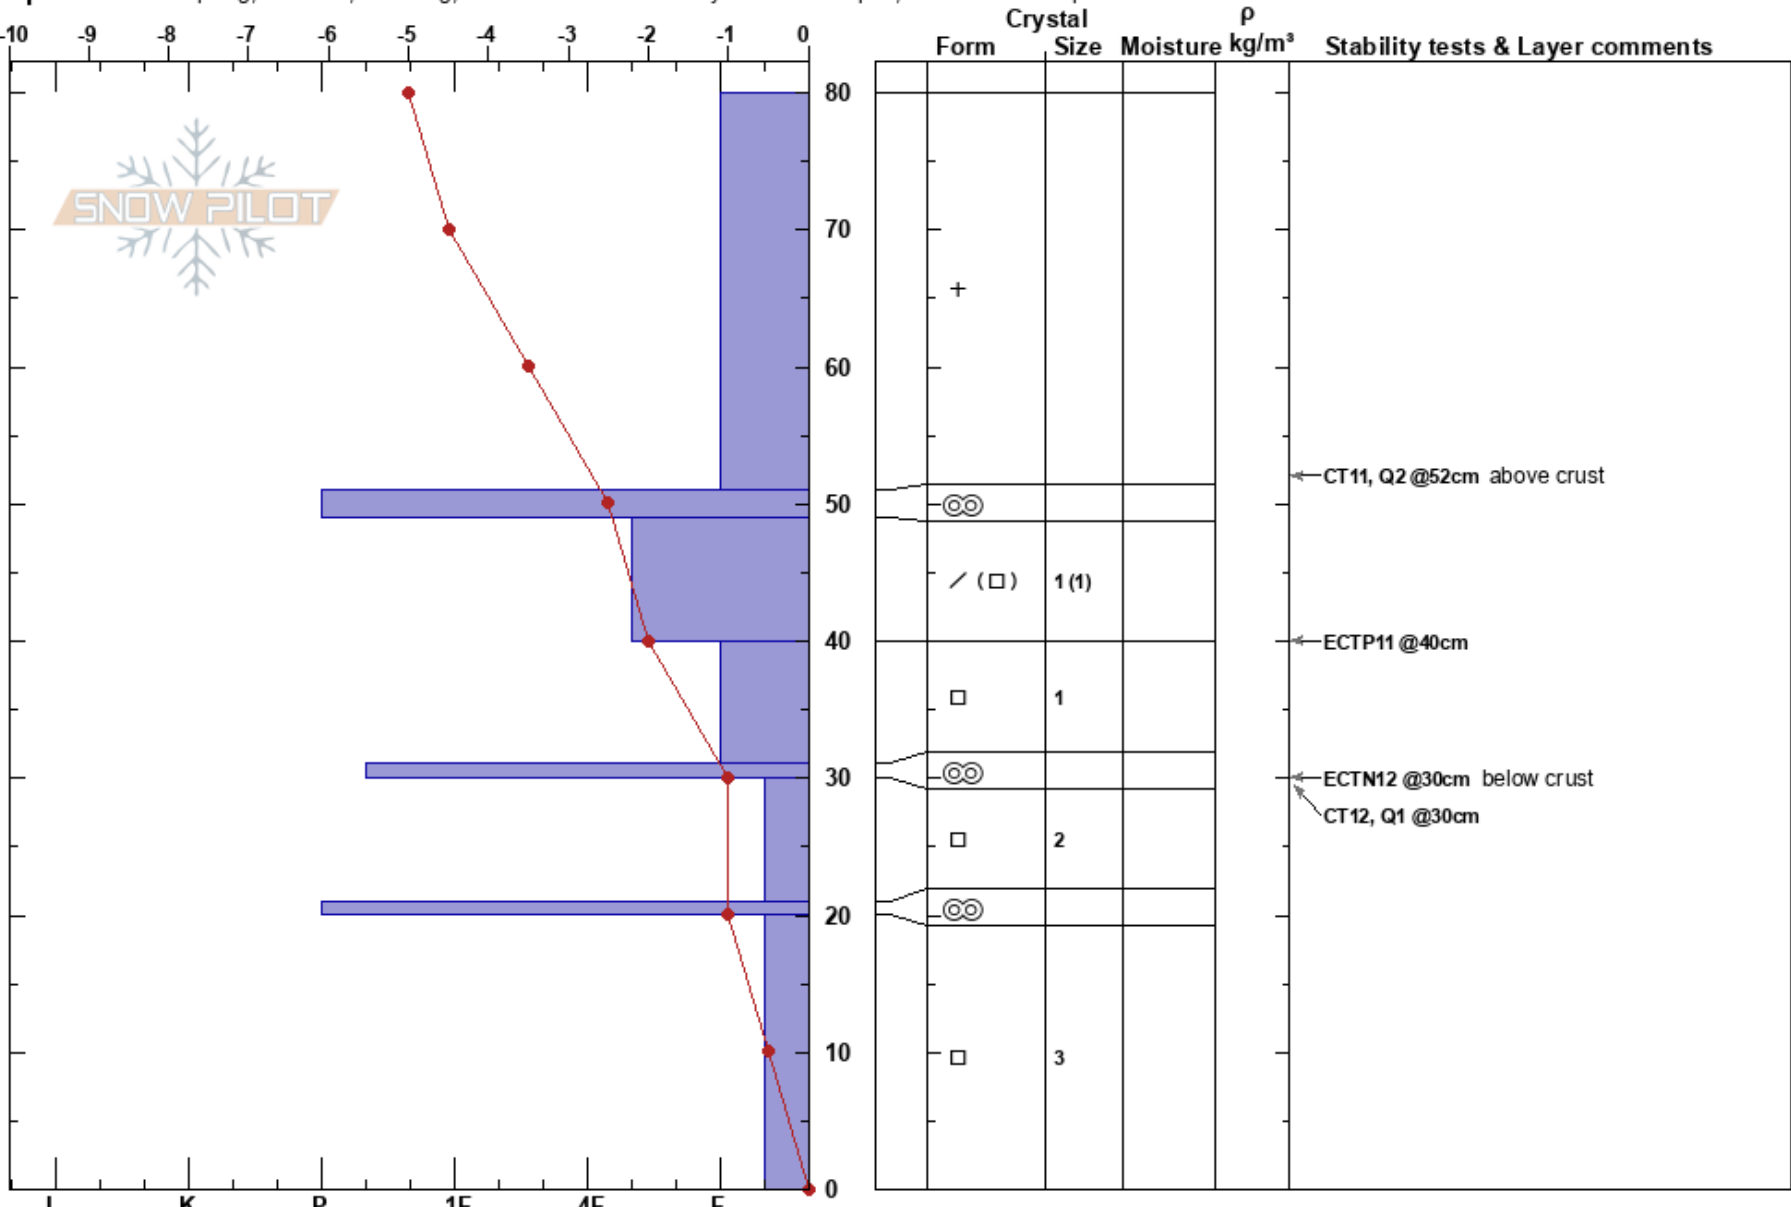 Crystal ρ
-10 -9 -8 -7 -6 -5 -4 -3 -2 -1 0 Form Size Moisture kg/m³ Stability tests & Layer comments
80
SNOW PILOT
70
+
60
CT11, Q2 @52cm above crust
50
/ (□) 1 (1)
40 ECTP11 @40cm
□ 1
30 ECTN12 @30cm below crust
CT12, Q1 @30cm
□ 2
20
10 □ 3
0
I K P 1F 4F F